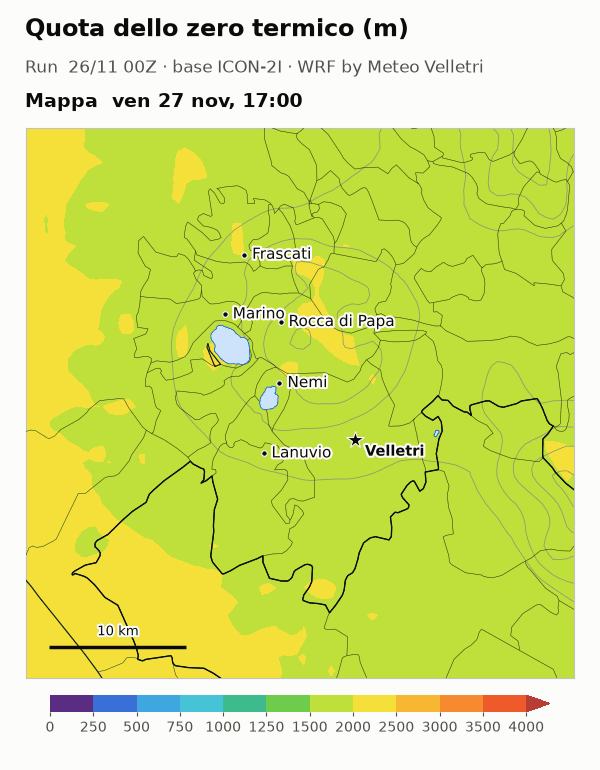 Quota dello zero termico (m)
Run  26/11 00Z · base ICON-2I · WRF by Meteo Velletri
Mappa  ven 27 nov, 17:00
Frascati
Marino
Rocca di Papa
Nemi
Velletri
Lanuvio
10 km
0 250 500 750 1000 1250 1500 2000 2500 3000 3500 4000